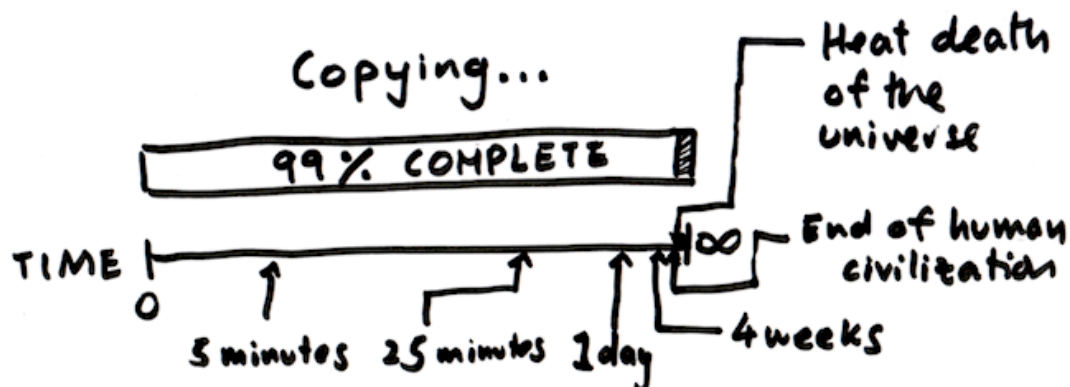 Copying...
99% COMPLETE
Heat death
of the
universe
TIME
0
∞
End of human
civilization
5 minutes
25 minutes
1 day
4 weeks